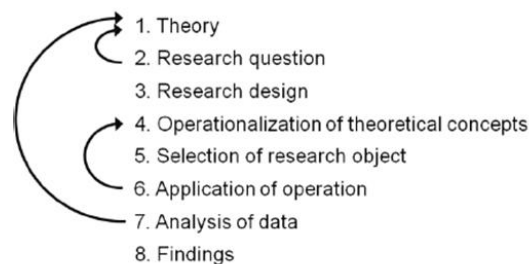 1. Theory
2. Research question
3. Research design
4. Operationalization of theoretical concepts
5. Selection of research object
6. Application of operation
7. Analysis of data
8. Findings